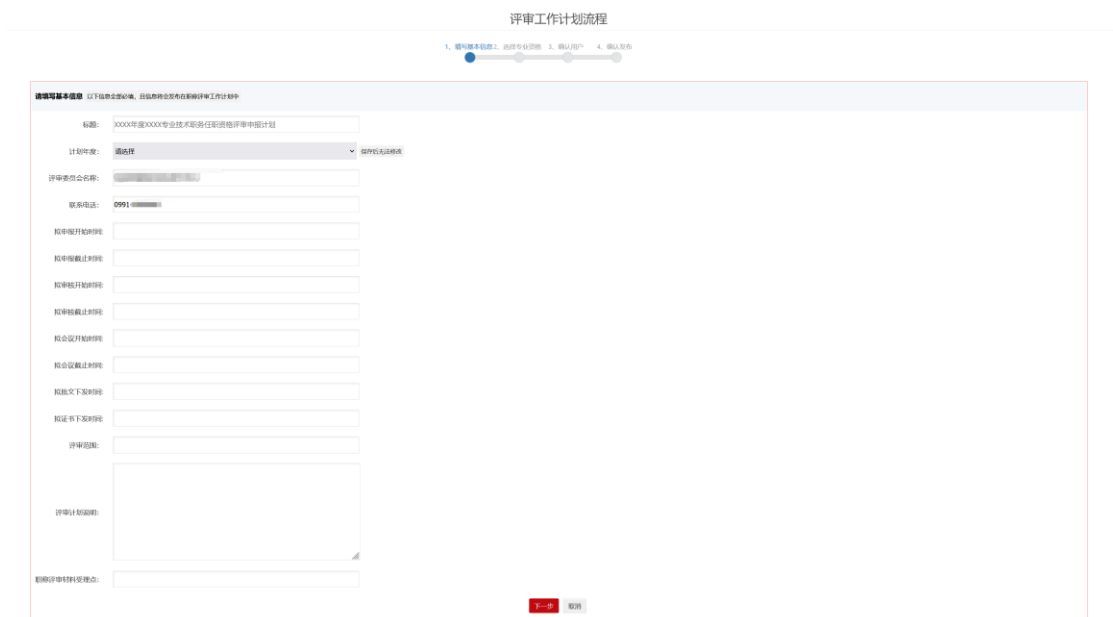 评审工作计划流程
1、填写基本信息 2、选择专业资格 3、确认用户 4、确认发布
请填写基本信息 以下信息全部必填，且信息将会发布在职称评审工作计划中
标题： XXXX年度XXXX专业技术职务任职资格评审申报计划
计划年度： 请选择 保存后无法修改
评审委员会名称：
联系电话： 0991-
拟申报开始时间：
拟申报截止时间：
拟审核开始时间：
拟审核截止时间：
拟会议开始时间：
拟会议截止时间：
拟批文下发时间：
拟证书下发时间：
评审范围：
评审计划说明：
职称评审材料受理点：
下一步 取消